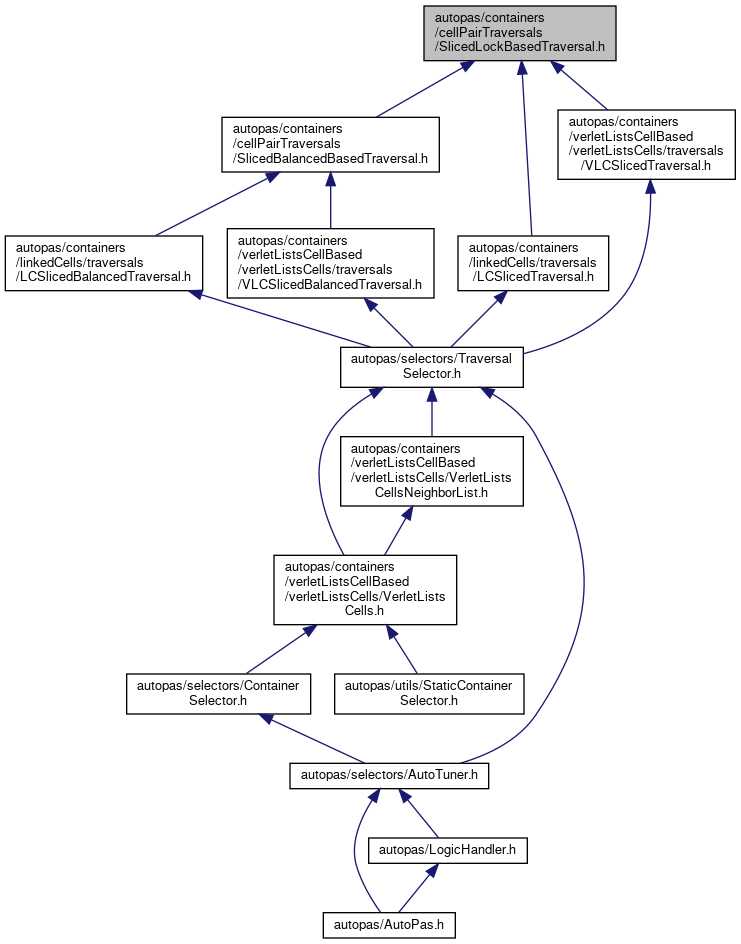 autopas/containers
/cellPairTraversals
/SlicedLockBasedTraversal.h
autopas/containers
/cellPairTraversals
/SlicedBalancedBasedTraversal.h
autopas/containers
/verletListsCellBased
/verletListsCells/traversals
/VLCSlicedTraversal.h
autopas/containers
/linkedCells/traversals
/LCSlicedBalancedTraversal.h
autopas/containers
/verletListsCellBased
/verletListsCells/traversals
/VLCSlicedBalancedTraversal.h
autopas/containers
/linkedCells/traversals
/LCSlicedTraversal.h
autopas/selectors/Traversal
Selector.h
autopas/containers
/verletListsCellBased
/verletListsCells/VerletLists
CellsNeighborList.h
autopas/containers
/verletListsCellBased
/verletListsCells/VerletLists
Cells.h
autopas/selectors/Container
Selector.h
autopas/utils/StaticContainer
Selector.h
autopas/selectors/AutoTuner.h
autopas/LogicHandler.h
autopas/AutoPas.h